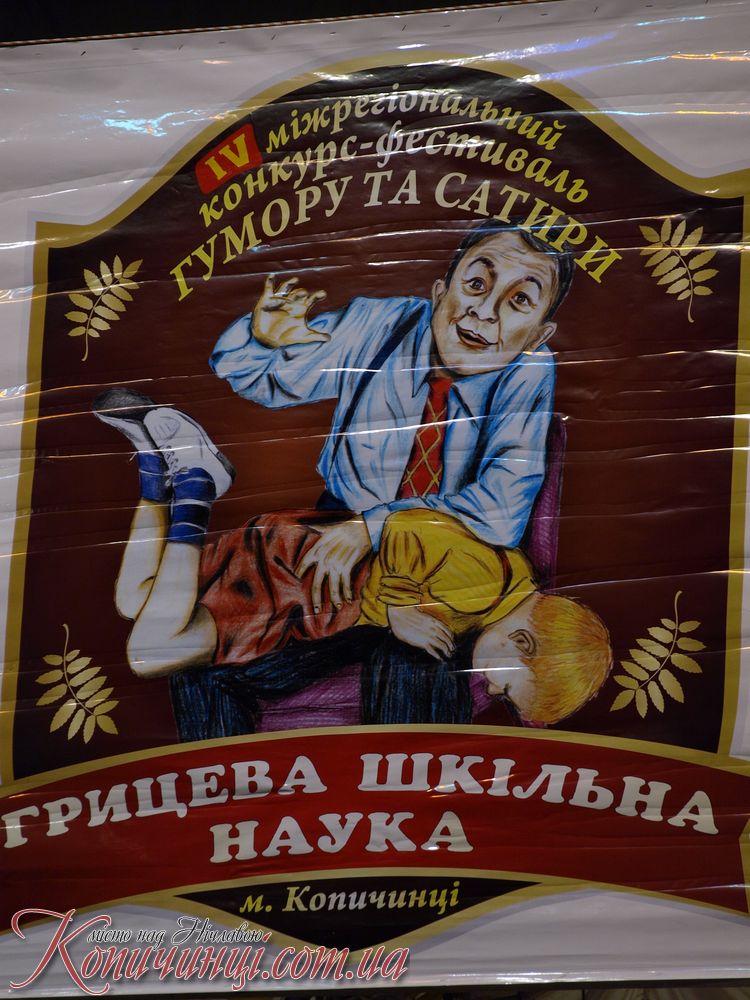 IV міжрегіональний
конкурс-фестиваль
ГУМОРУ ТА САТИРИ
ГРИЦЕВА ШКІЛЬНА
НАУКА
м. Копичинці
місто над Нічлавою
Копичинці.com.ua